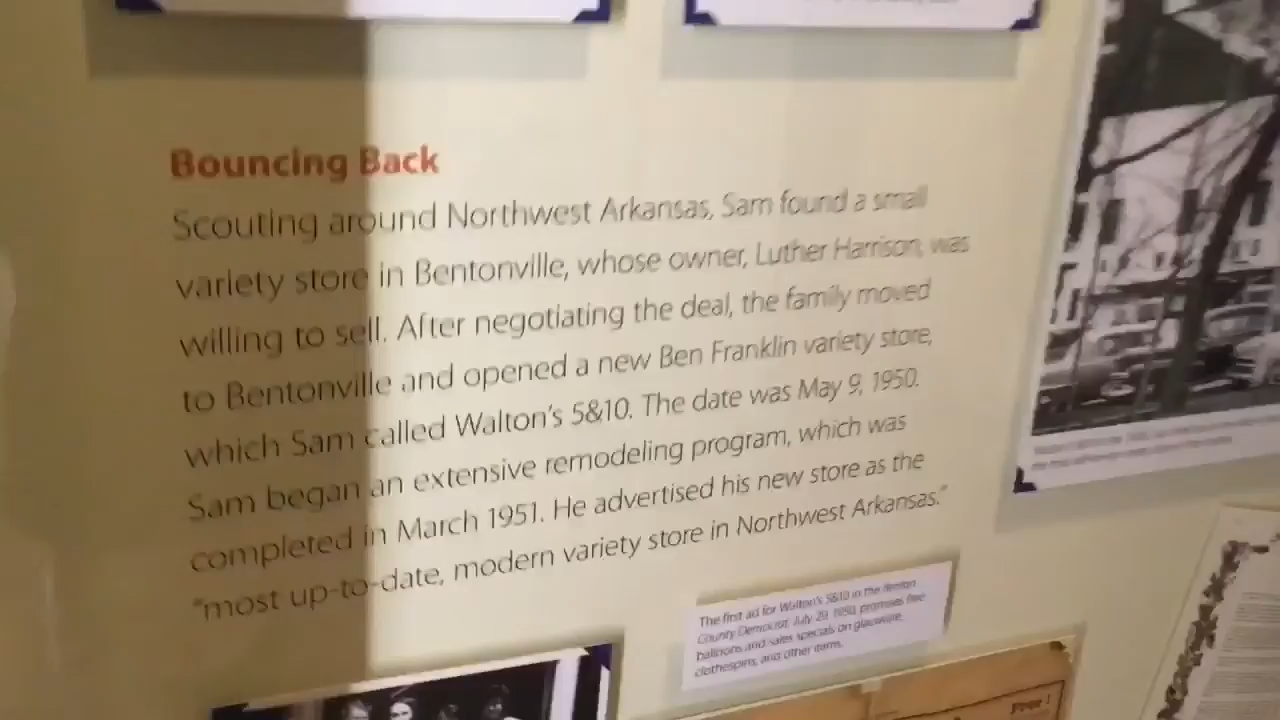 Bouncing Back
Scouting around Northwest Arkansas, Sam found a small
variety store in Bentonville, whose owner, Luther Harrison, was
willing to sell. After negotiating the deal, the family moved
to Bentonville and opened a new Ben Franklin variety store,
which Sam called Walton's 5&10. The date was May 9, 1950.
Sam began an extensive remodeling program, which was
completed in March 1951. He advertised his new store as the
"most up-to-date, modern variety store in Northwest Arkansas."
The first ad for Walton's 5&10 in the Benton
County Democrat, July 29, 1950, promises free
balloons and sales specials on glassware,
clothespins, and other items.